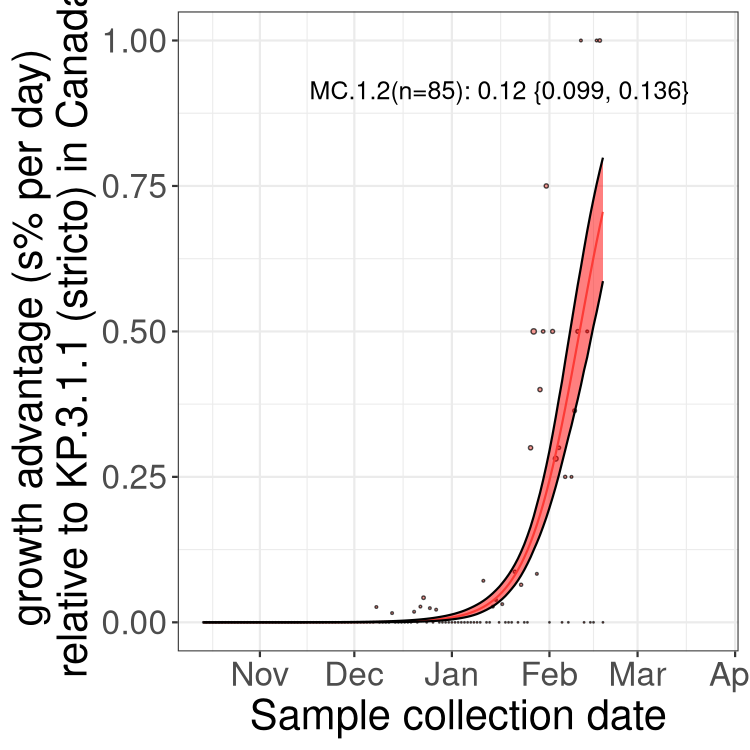 growth advantage (s% per day)
relative to KP.3.1.1 (stricto) in Canada
1.00
MC.1.2(n=85): 0.12 {0.099, 0.136}
0.75
0.50
0.25
0.00
Nov Dec Jan Feb Mar Ap
Sample collection date